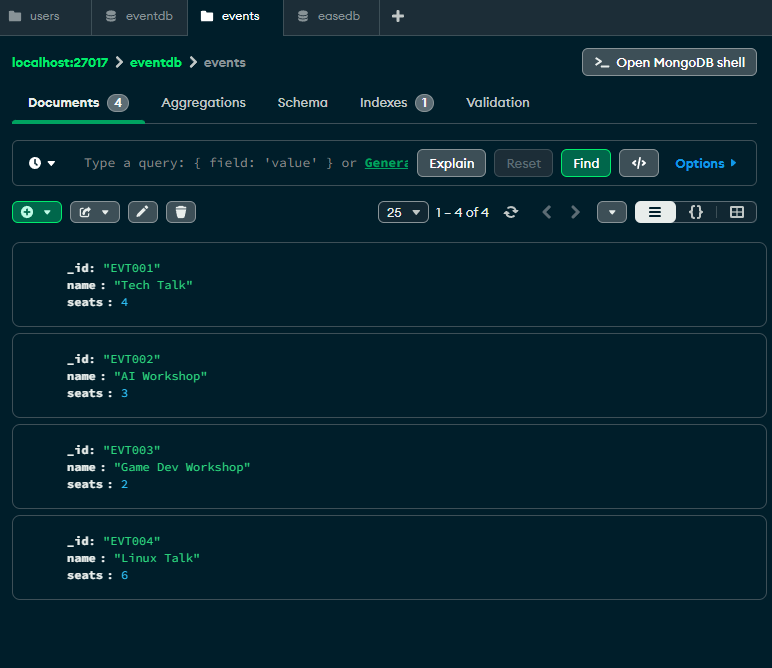 users eventdb events easedb
localhost:27017 > eventdb > events
>_ Open MongoDB shell
Documents 4 Aggregations Schema Indexes 1 Validation
Type a query: { field: 'value' } or Genera Explain Reset Find </> Options
25 1 – 4 of 4 {}
_id: "EVT001"
name : "Tech Talk"
seats : 4
_id: "EVT002"
name : "AI Workshop"
seats : 3
_id: "EVT003"
name : "Game Dev Workshop"
seats : 2
_id: "EVT004"
name : "Linux Talk"
seats : 6